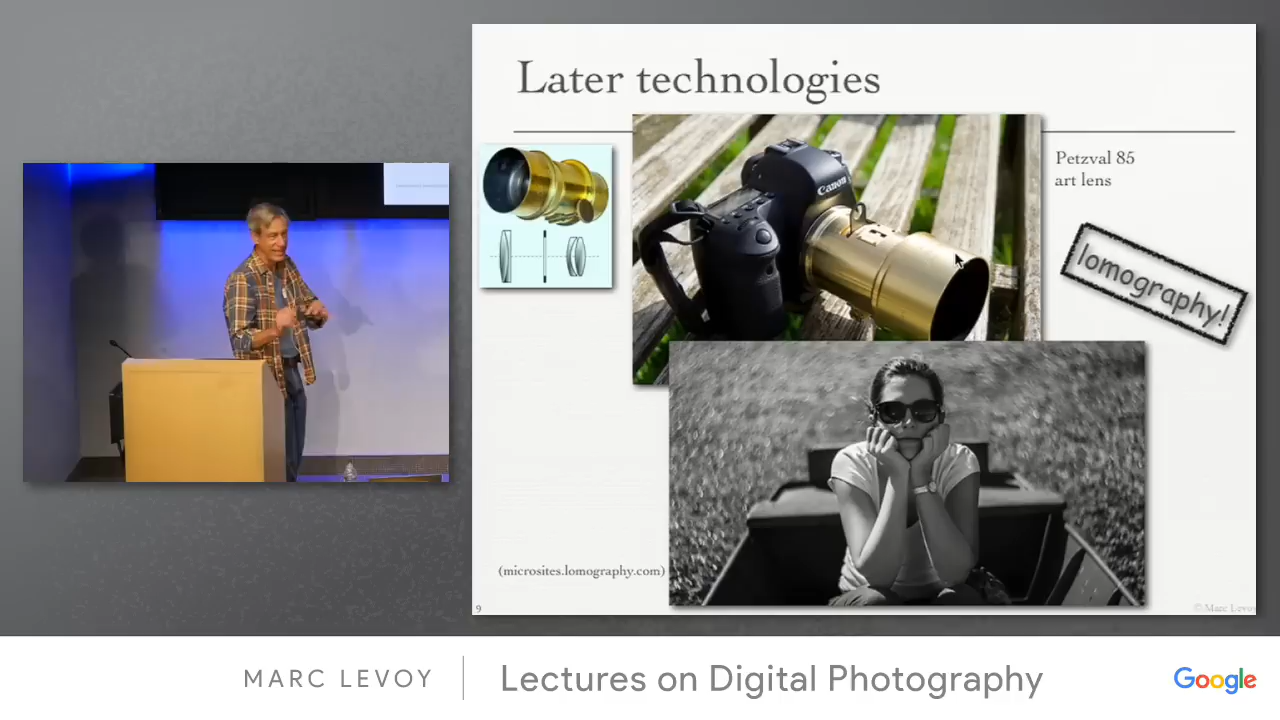 Later technologies
Canon
Petzval 85
art lens
lomography!
(microsites.lomography.com)
9
© Marc Levoy
MARC LEVOY
Lectures on Digital Photography
Google